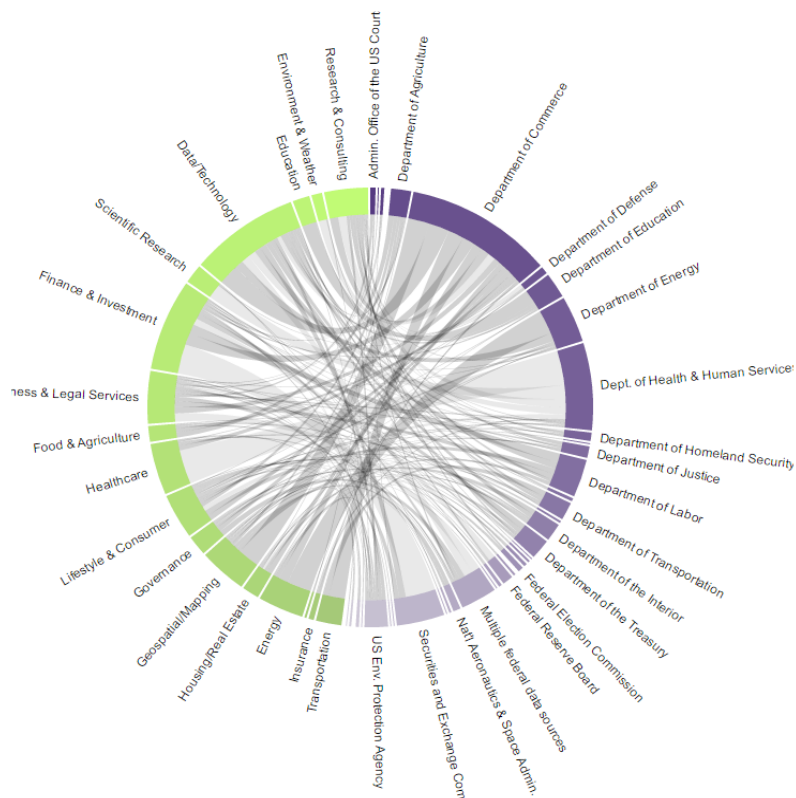 Admin. Office of the US Court
Department of Agriculture
Department of Commerce
Department of Defense
Department of Education
Department of Energy
Dept. of Health & Human Services
Department of Homeland Security
Department of Justice
Department of Labor
Department of Transportation
Department of the Interior
Department of the Treasury
Federal Election Commission
Federal Reserve Board
Multiple federal data sources
Nat'l Aeronautics & Space Admin.
Securities and Exchange Com
US Env. Protection Agency
Transportation
Insurance
Energy
Housing/Real Estate
Geospatial/Mapping
Governance
Lifestyle & Consumer
Healthcare
Food & Agriculture
ness & Legal Services
Finance & Investment
Scientific Research
Data/Technology
Education
Environment & Weather
Research & Consulting